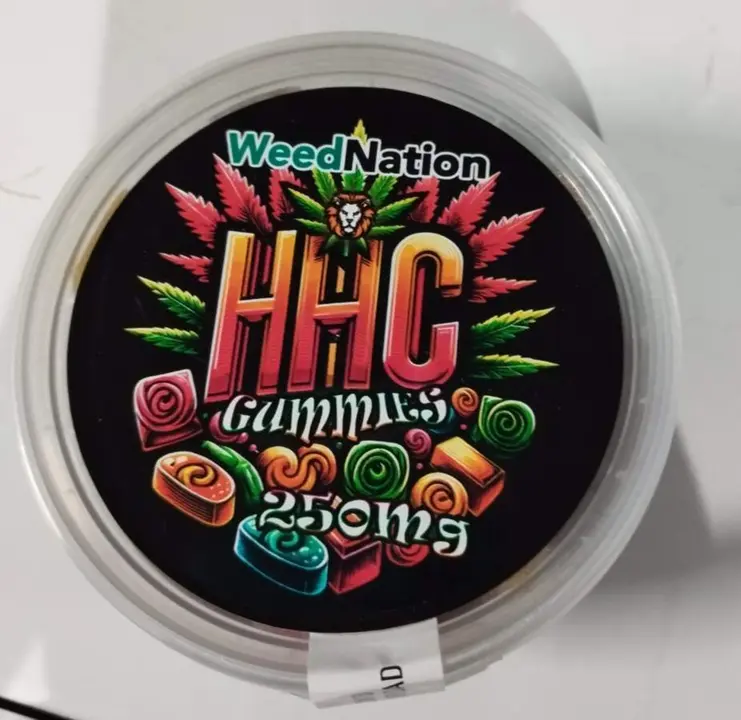 WeedNation
HHC
GUMMIES
250mg